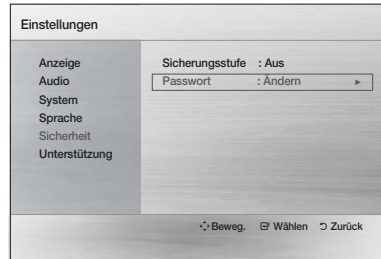 Einstellungen
Anzeige
Audio
System
Sprache
Sicherheit
Unterstützung
Sicherungsstufe : Aus
Passwort : Ändern ►
Beweg. Wählen Zurück